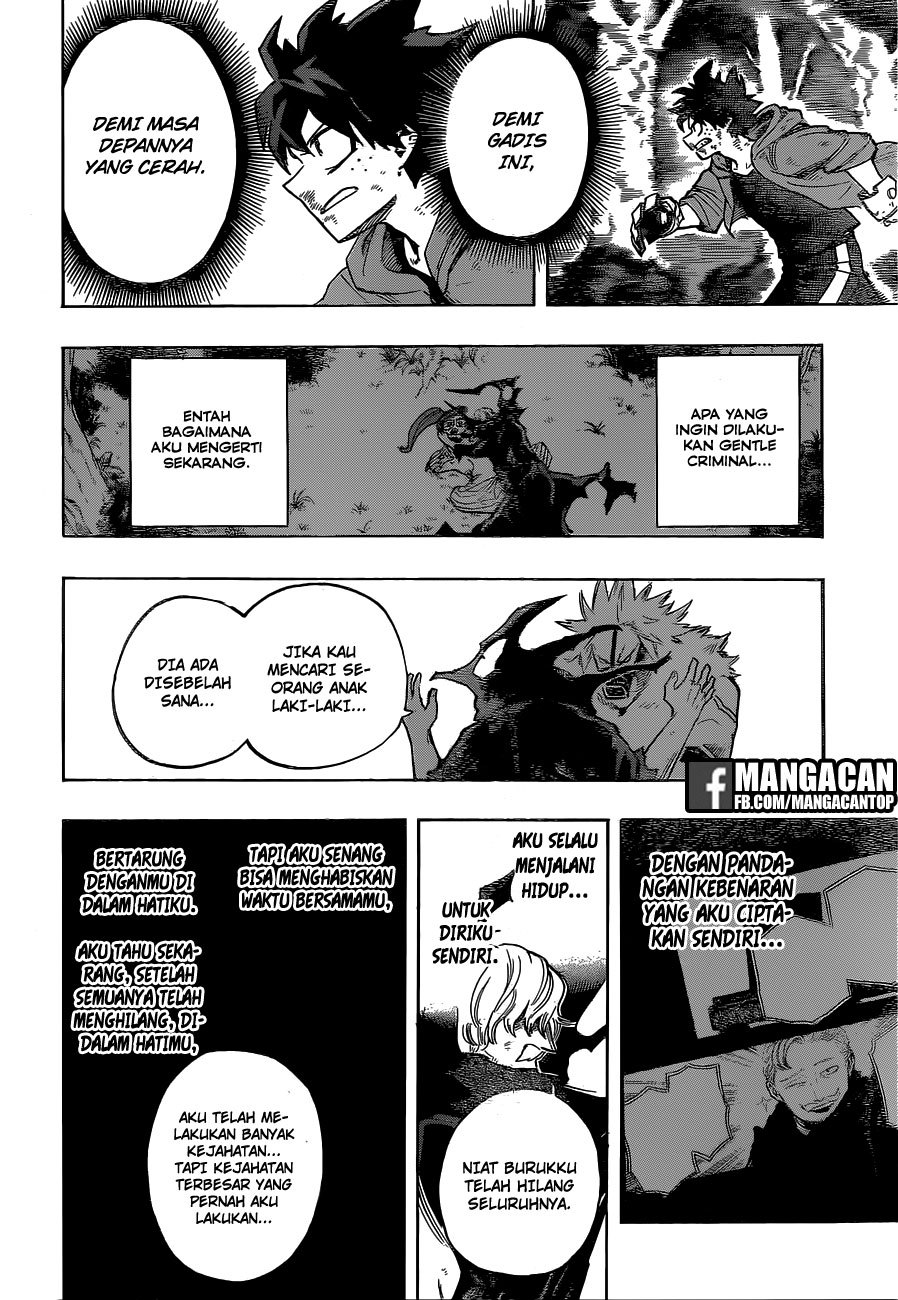 DEMI
GADIS
INI,
DEMI MASA
DEPANNYA
YANG CERAH.
APA YANG
INGIN DILAKU-
KAN GENTLE
CRIMINAL...
ENTAH
BAGAIMANA
AKU MENGERTI
SEKARANG.
JIKA KAU
MENCARI SE-
ORANG ANAK
LAKI-LAKI...
DIA ADA
DISEBELAH
SANA...
f MANGACAN
FB.COM/MANGACANTOP
DENGAN PANDA-
NGAN KEBENARAN
YANG AKU CIPTA-
KAN SENDIRI...
AKU SELALU
MENJALANI
HIDUP...
UNTUK
DIRIKU-
SENDIRI.
NIAT BURUKKU
TELAH HILANG
SELURUHNYA.
TAPI AKU SENANG
BISA MENGHABISKAN
WAKTU BERSAMAMU,
BERTARUNG
DENGANMU DI
DALAM HATIKU.
AKU TAHU SEKA-
RANG, SETELAH
SEMUANYA TELAH
MENGHILANG, DI-
DALAM HATIMU,
AKU TELAH ME-
LAKUKAN BANYAK
KEJAHATAN...
TAPI KEJAHATAN
TERBESAR YANG
PERNAH AKU
LAKUKAN...